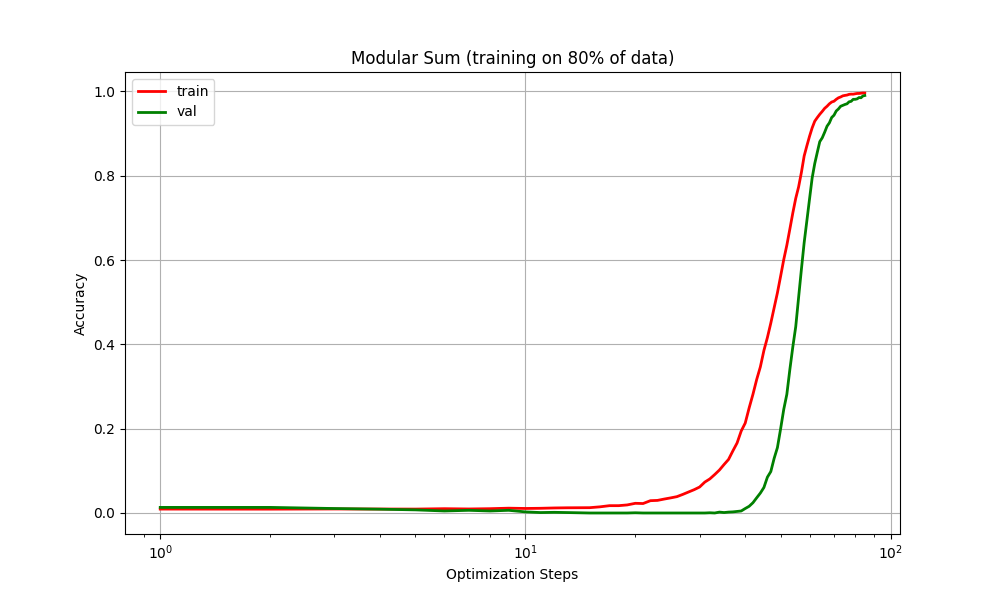 Modular Sum (training on 80% of data)
train
val
1.0
0.8
0.6
0.4
0.2
0.0
Accuracy
10⁰
10¹
10²
Optimization Steps